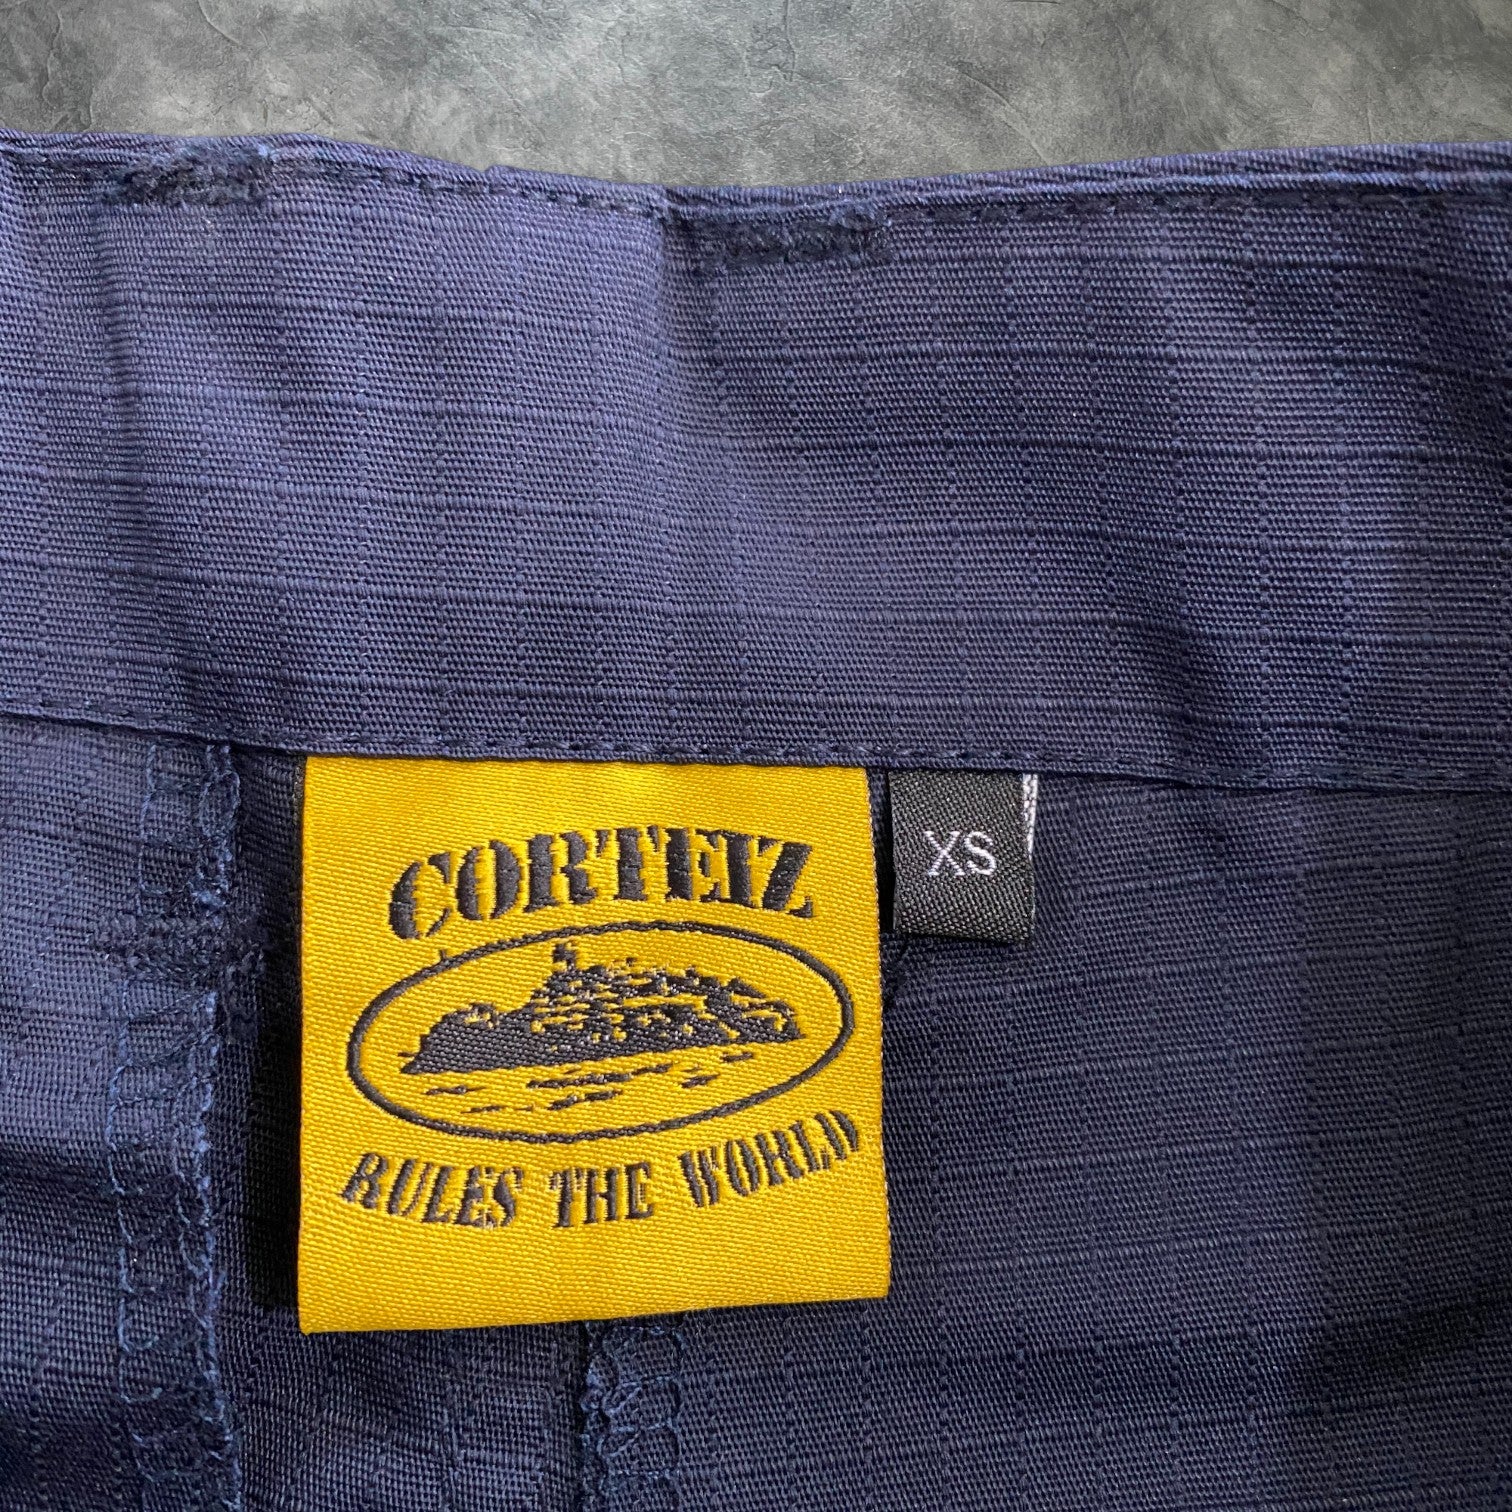 CORTEIZ
RULES THE WORLD
XS